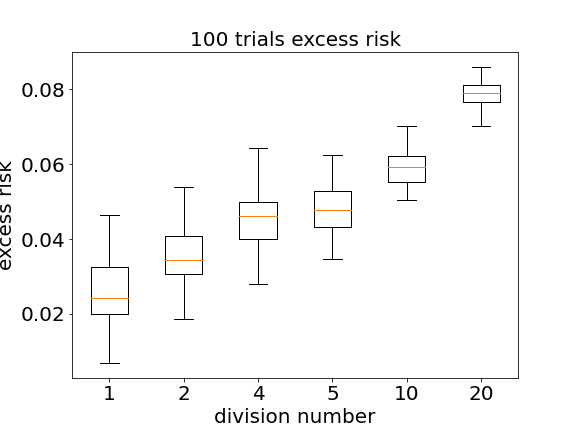 100 trials excess risk
excess risk
0.08
0.06
0.04
0.02
1 2 4 5 10 20
division number